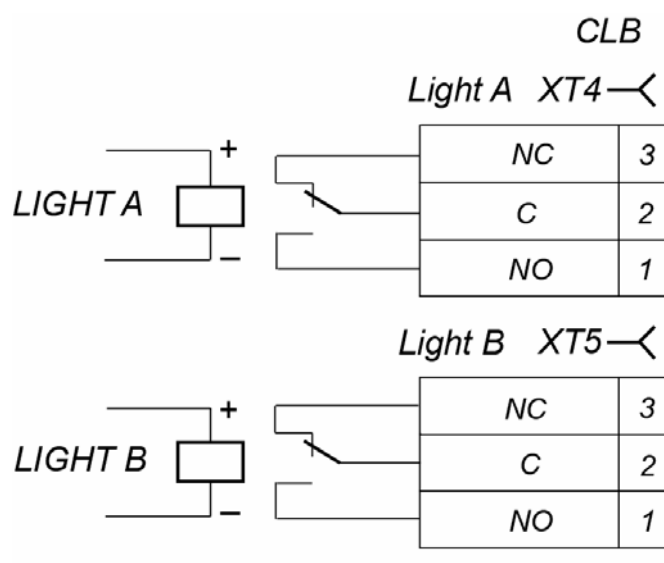 CLB
Light A XT4
+
NC 3
LIGHT A
C 2
–
NO 1
Light B XT5
+
NC 3
LIGHT B
C 2
–
NO 1